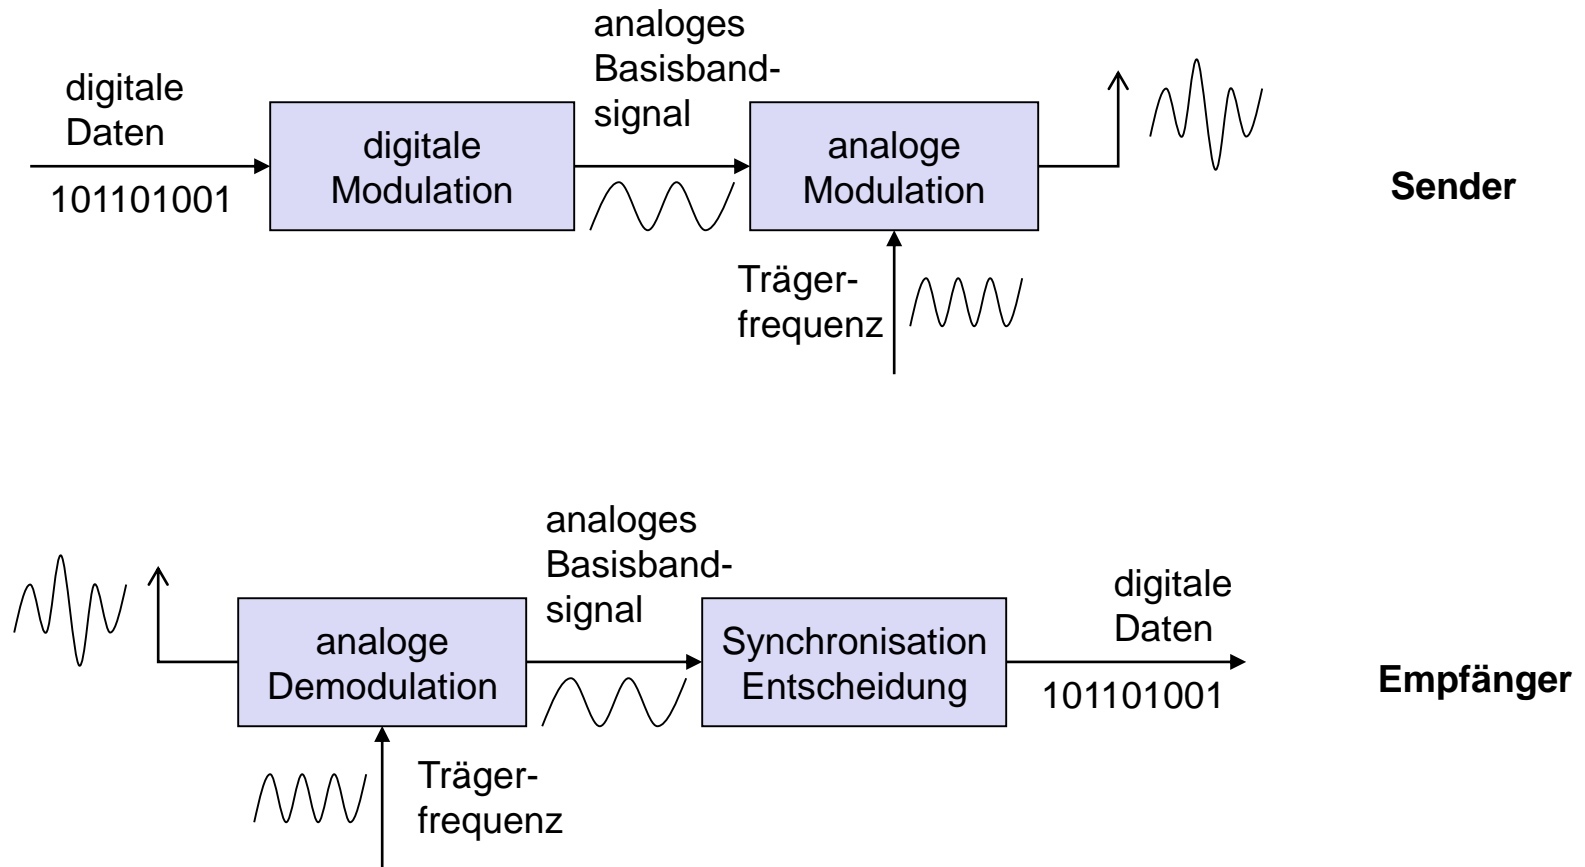 digitale
Daten
101101001
digitale
Modulation
analoges
Basisband-
signal
analoge
Modulation
Träger-
frequenz
Sender
analoge
Demodulation
Träger-
frequenz
analoges
Basisband-
signal
Synchronisation
Entscheidung
digitale
Daten
101101001
Empfänger